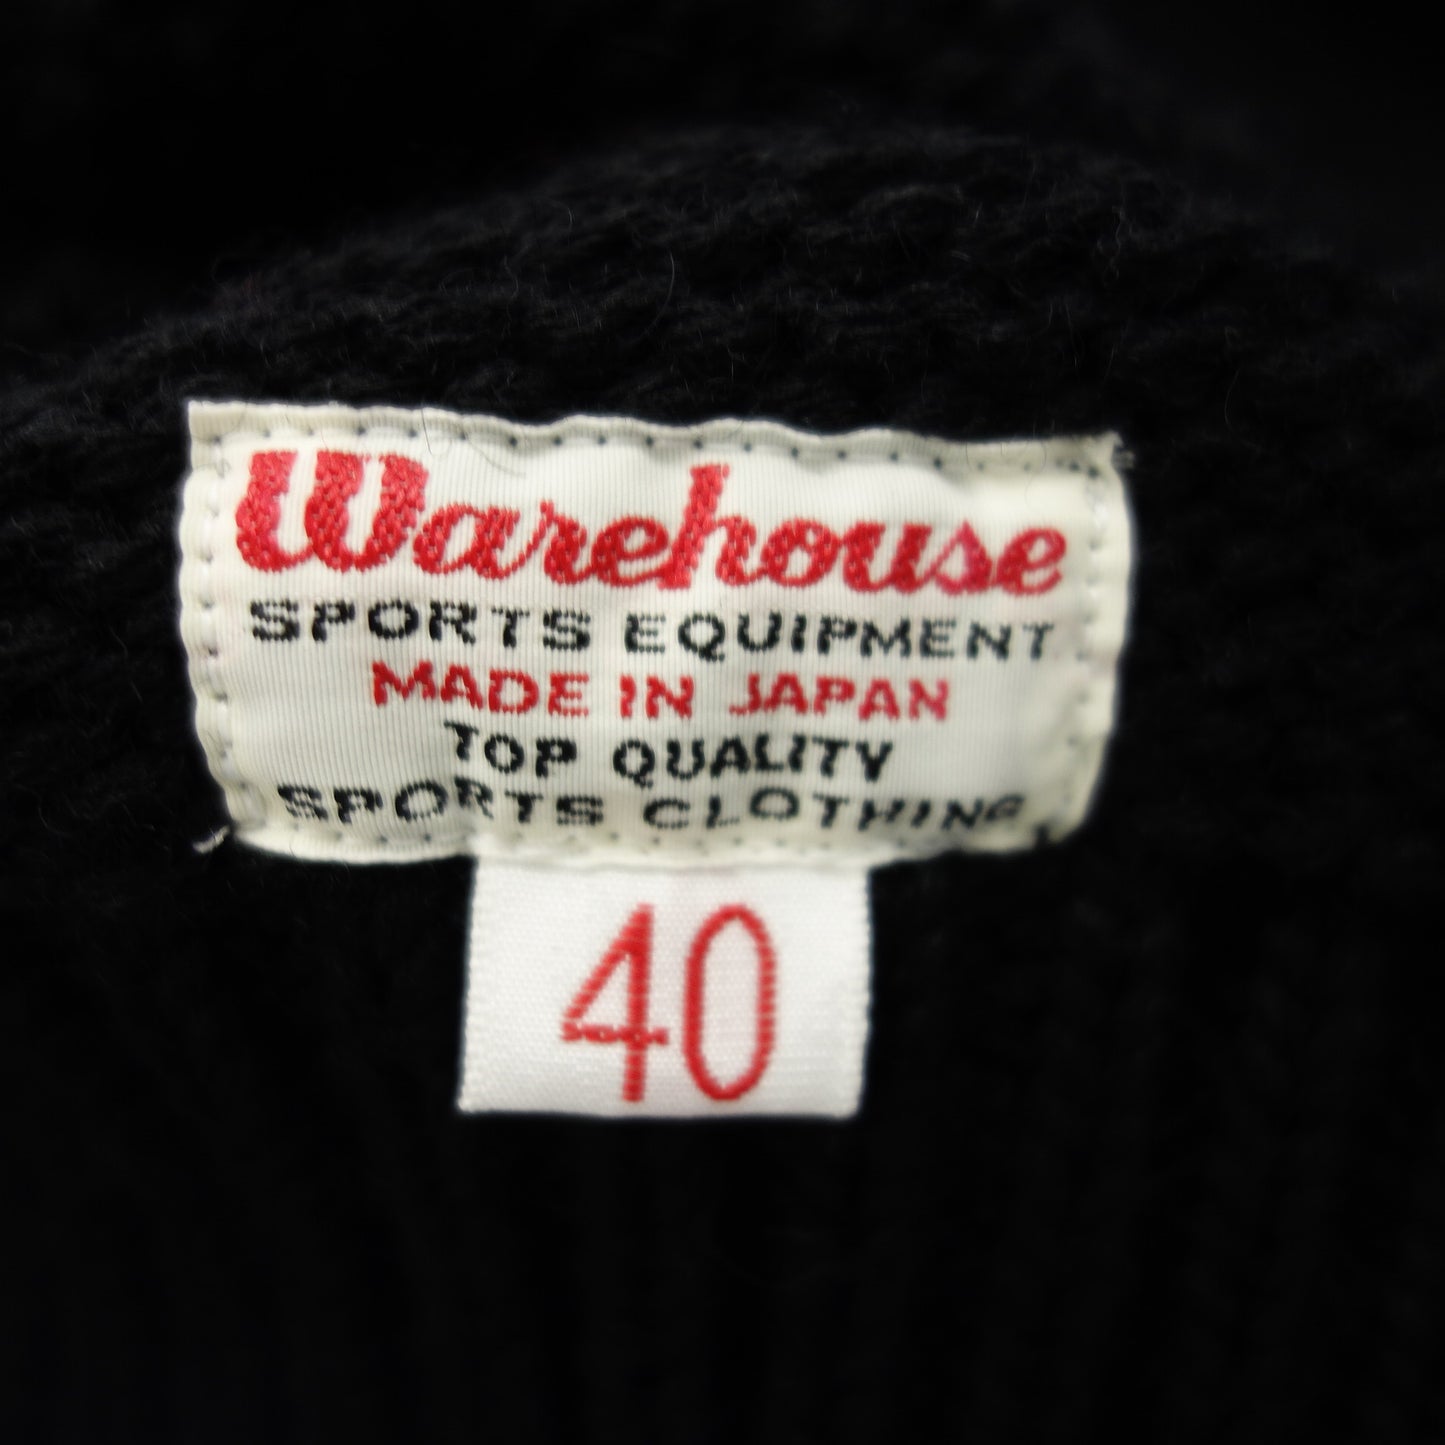 Warehouse
SPORTS EQUIPMENT
MADE IN JAPAN
TOP QUALITY
SPORTS CLOTHING
40